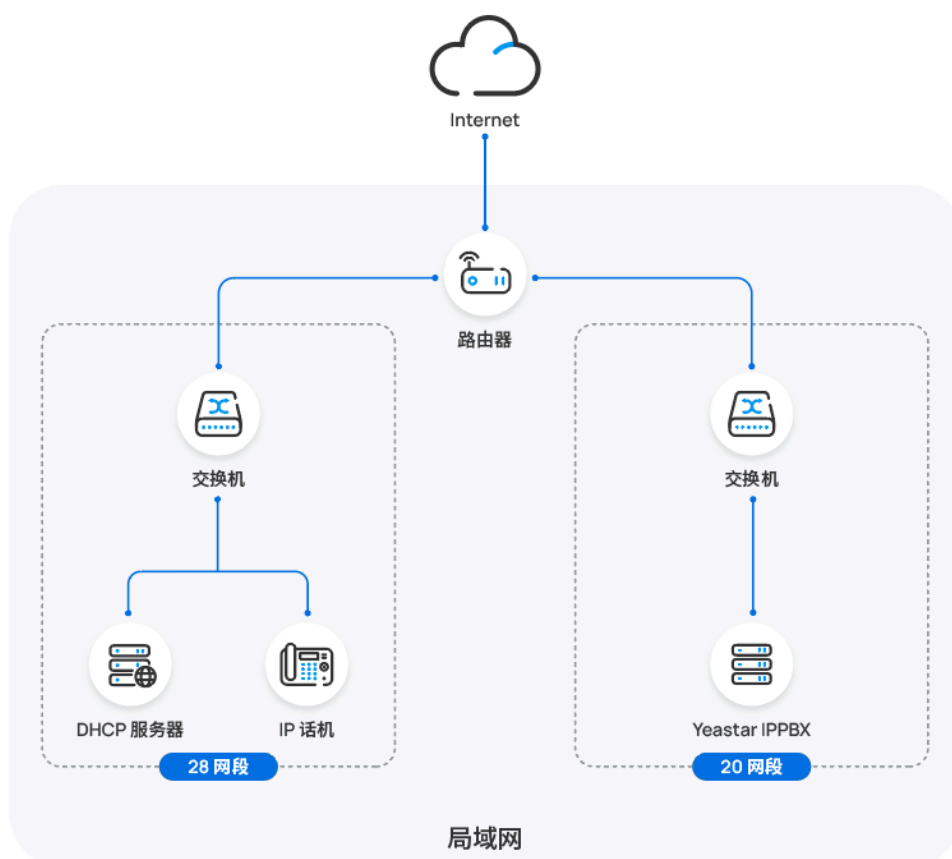 Internet
路由器
交换机
交换机
DHCP 服务器
IP 话机
Yeastar IPPBX
28 网段
20 网段
局域网